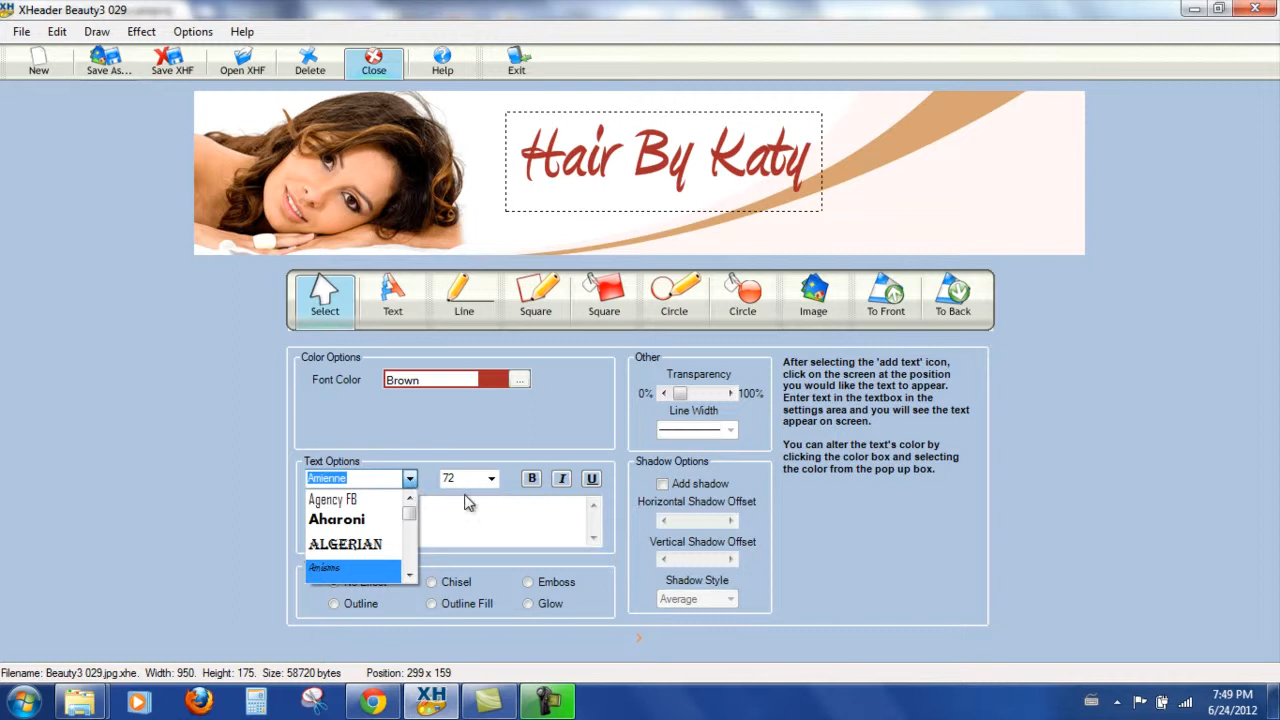 XHeader Beauty3 029
File Edit Draw Effect Options Help
New Save As... Save XHF Open XHF Delete Close Help Exit
Hair By Katy
Select Text Line Square Square Circle Circle Image To Front To Back
Color Options
Font Color Brown ...
Other
Transparency
0% 100%
Line Width
After selecting the 'add text' icon,
click on the screen at the position
you would like the text to appear.
Enter text in the textbox in the
settings area and you will see the text
appear on screen.
You can alter the text's color by
clicking the color box and selecting
the color from the pop up box.
Text Options
Amienne 72 B I U
Agency FB
Aharoni
ALGERIAN
Amienne
Chisel Emboss
Outline Outline Fill Glow
Shadow Options
Add shadow
Horizontal Shadow Offset
Vertical Shadow Offset
Shadow Style
Average
Filename: Beauty3 029.jpg.xhe. Width: 950. Height: 175. Size: 58720 bytes Position: 299 x 159
XH
7:49 PM
6/24/2012